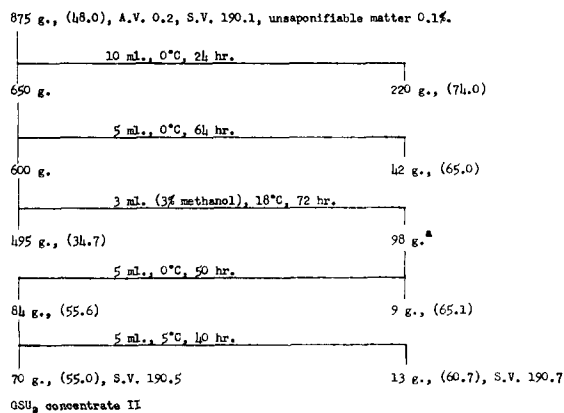 875 g., (48.0), A.V. 0.2, S.V. 190.1, unsaponifiable matter 0.1%.
10 ml., 0°C, 24 hr.
650 g.
220 g., (74.0)
5 ml., 0°C, 64 hr.
600 g.
42 g., (65.0)
3 ml. (3% methanol), 18°C, 72 hr.
495 g., (34.7)
98 g.a
5 ml., 0°C, 50 hr.
84 g., (55.6)
9 g., (65.1)
5 ml., 5°C, 40 hr.
70 g., (55.0), S.V. 190.5
13 g., (60.7), S.V. 190.7
GSU2 concentrate II